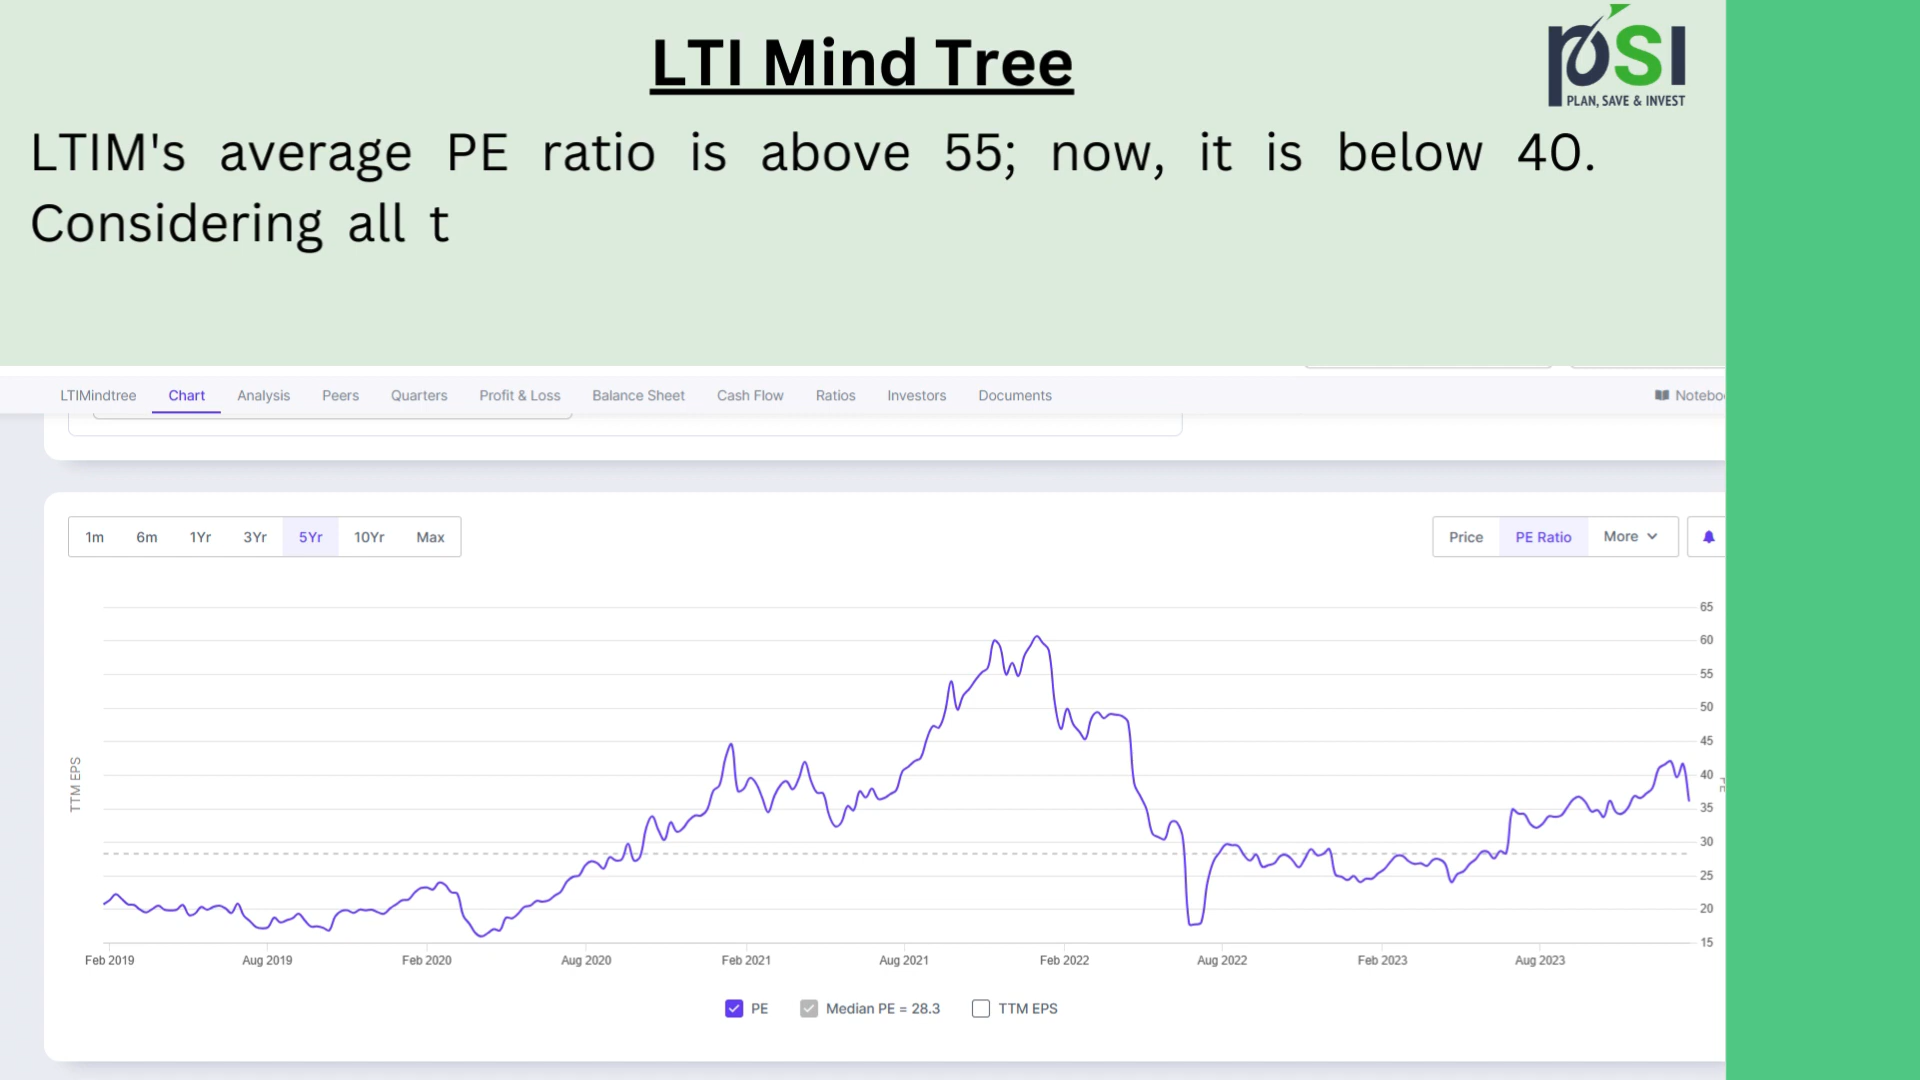 LTI Mind Tree
pSI
PLAN, SAVE & INVEST
LTIM's average PE ratio is above 55; now, it is below 40.
Considering all t
LTIMindtree Chart Analysis Peers Quarters Profit & Loss Balance Sheet Cash Flow Ratios Investors Documents Noteboo
1m 6m 1Yr 3Yr 5Yr 10Yr Max Price PE Ratio More
65
60
55
50
45
40
35
30
25
20
15
TTM EPS
Feb 2019 Aug 2019 Feb 2020 Aug 2020 Feb 2021 Aug 2021 Feb 2022 Aug 2022 Feb 2023 Aug 2023
PE Median PE = 28.3 TTM EPS